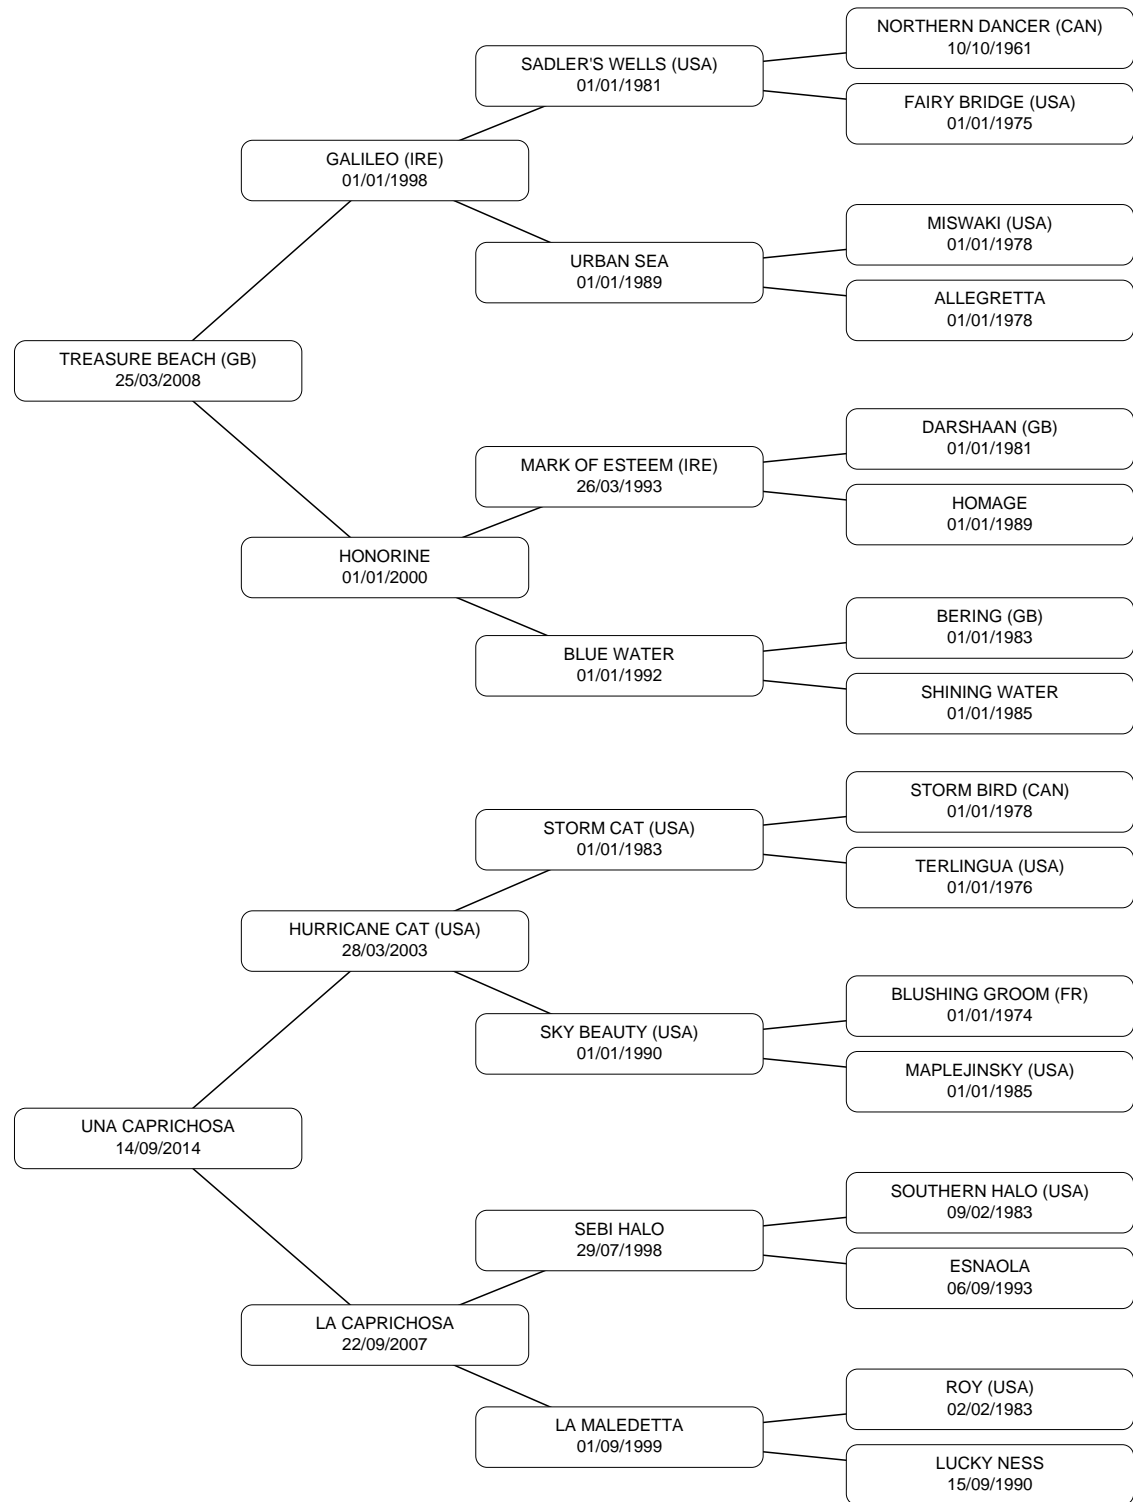 NORTHERN DANCER (CAN)
10/10/1961
SADLER'S WELLS (USA)
01/01/1981
FAIRY BRIDGE (USA)
01/01/1975
GALILEO (IRE)
01/01/1998
MISWAKI (USA)
01/01/1978
URBAN SEA
01/01/1989
ALLEGRETTA
01/01/1978
TREASURE BEACH (GB)
25/03/2008
DARSHAAN (GB)
01/01/1981
MARK OF ESTEEM (IRE)
26/03/1993
HOMAGE
01/01/1989
HONORINE
01/01/2000
BERING (GB)
01/01/1983
BLUE WATER
01/01/1992
SHINING WATER
01/01/1985
STORM BIRD (CAN)
01/01/1978
STORM CAT (USA)
01/01/1983
TERLINGUA (USA)
01/01/1976
HURRICANE CAT (USA)
28/03/2003
BLUSHING GROOM (FR)
01/01/1974
SKY BEAUTY (USA)
01/01/1990
MAPLEJINSKY (USA)
01/01/1985
UNA CAPRICHOSA
14/09/2014
SOUTHERN HALO (USA)
09/02/1983
SEBI HALO
29/07/1998
ESNAOLA
06/09/1993
LA CAPRICHOSA
22/09/2007
ROY (USA)
02/02/1983
LA MALEDETTA
01/09/1999
LUCKY NESS
15/09/1990